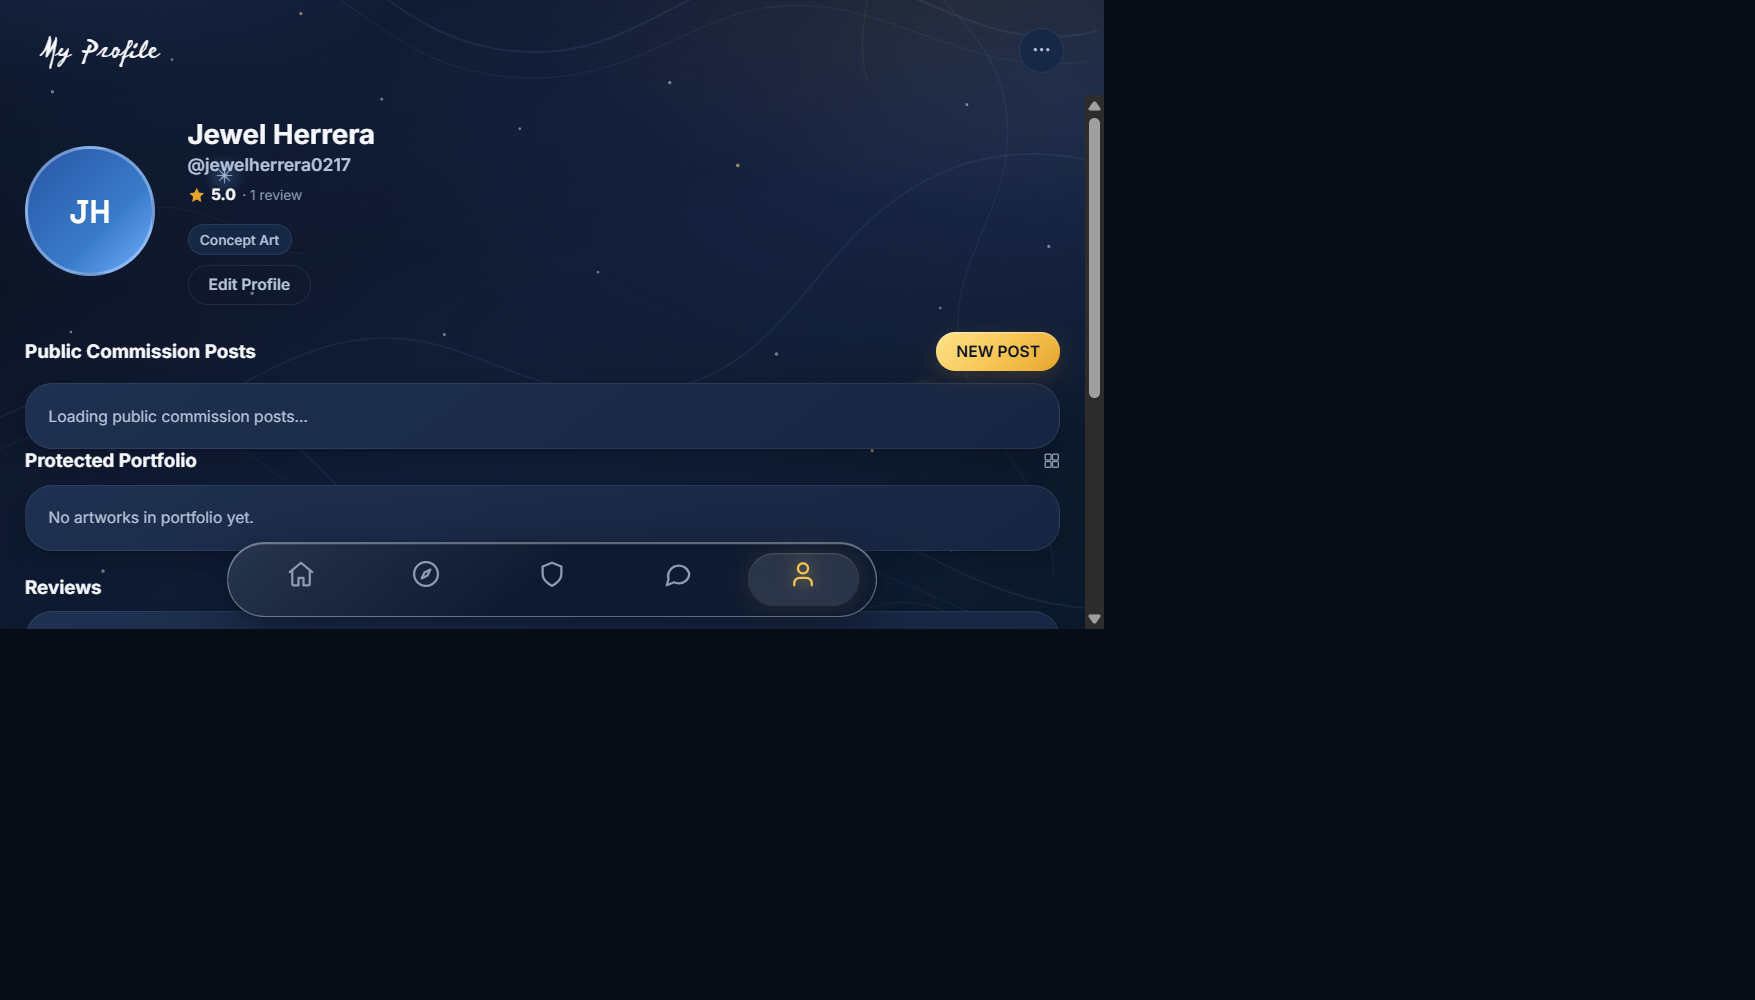 My Profile
Jewel Herrera
@jewelherrera0217
5.0 · 1 review
JH
Concept Art
Edit Profile
Public Commission Posts
NEW POST
Loading public commission posts...
Protected Portfolio
No artworks in portfolio yet.
Reviews